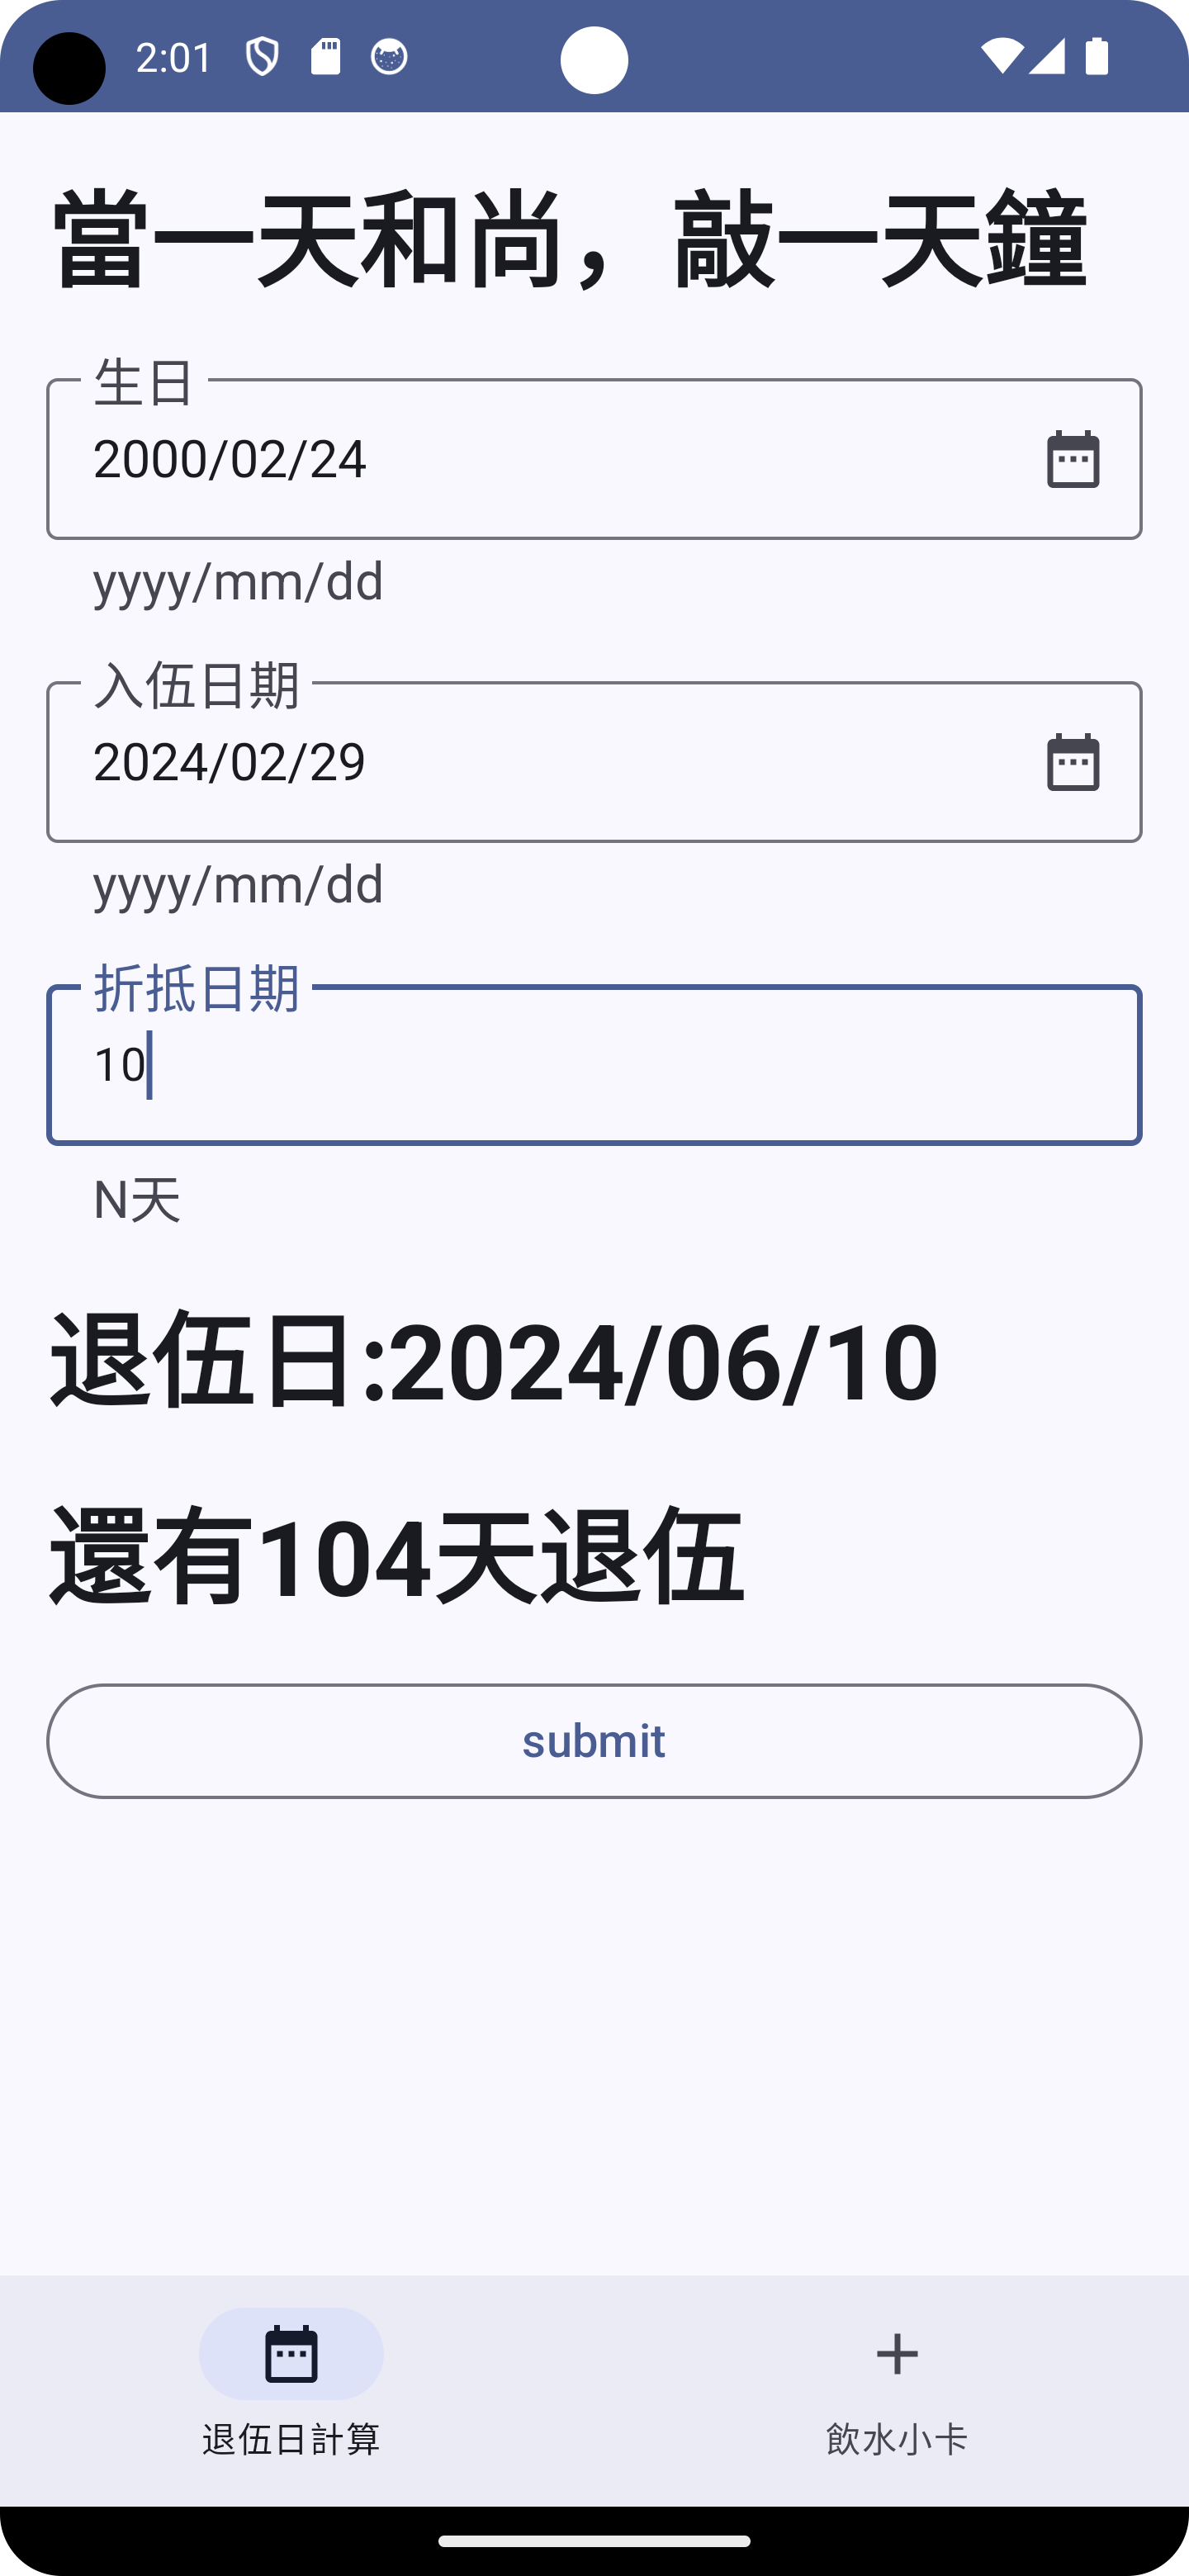 2:01
當一天和尚，敲一天鐘
生日
2000/02/24
yyyy/mm/dd
入伍日期
2024/02/29
yyyy/mm/dd
折抵日期
10
N天
退伍日:2024/06/10
還有104天退伍
submit
退伍日計算
飲水小卡